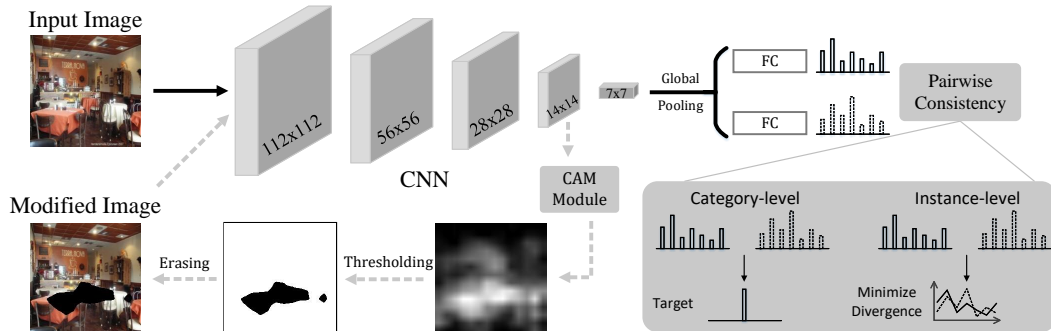 Input Image
112x112
56x56
28x28
14x14
7x7
CNN
Global
Pooling
FC
FC
Pairwise
Consistency
CAM
Module
Modified Image
Erasing
Thresholding
Category-level
Instance-level
Target
Minimize
Divergence